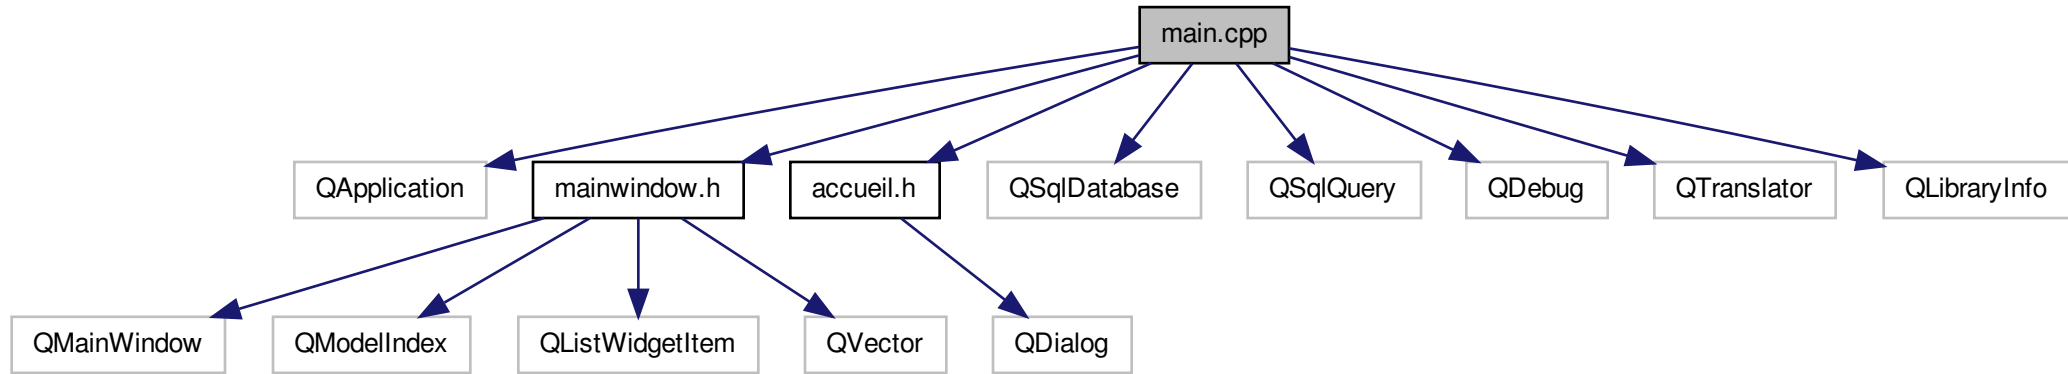 main.cpp
QApplication
mainwindow.h
accueil.h
QSqlDatabase
QSqlQuery
QDebug
QTranslator
QLibraryInfo
QMainWindow
QModelIndex
QListWidgetItem
QVector
QDialog